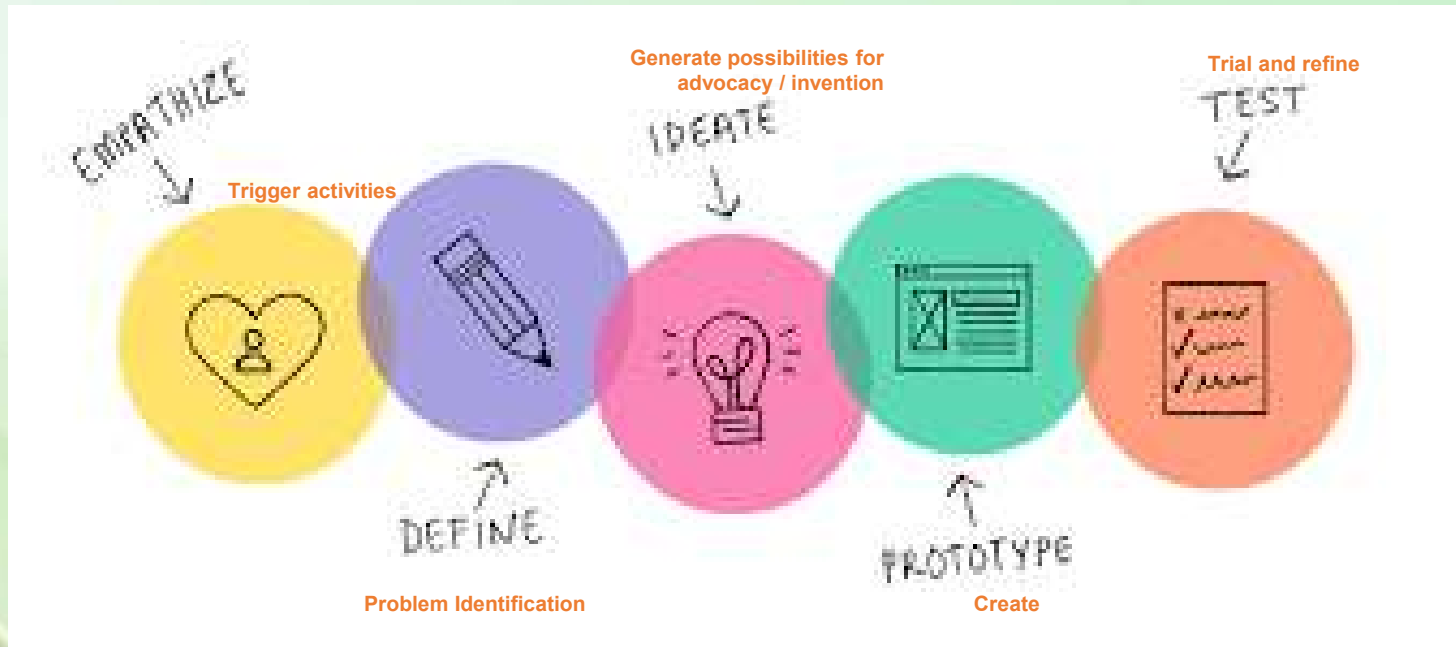 EMPATHIZE
Trigger activities
DEFINE
Problem Identification
Generate possibilities for
advocacy / invention
IDEATE
PROTOTYPE
Create
Trial and refine
TEST